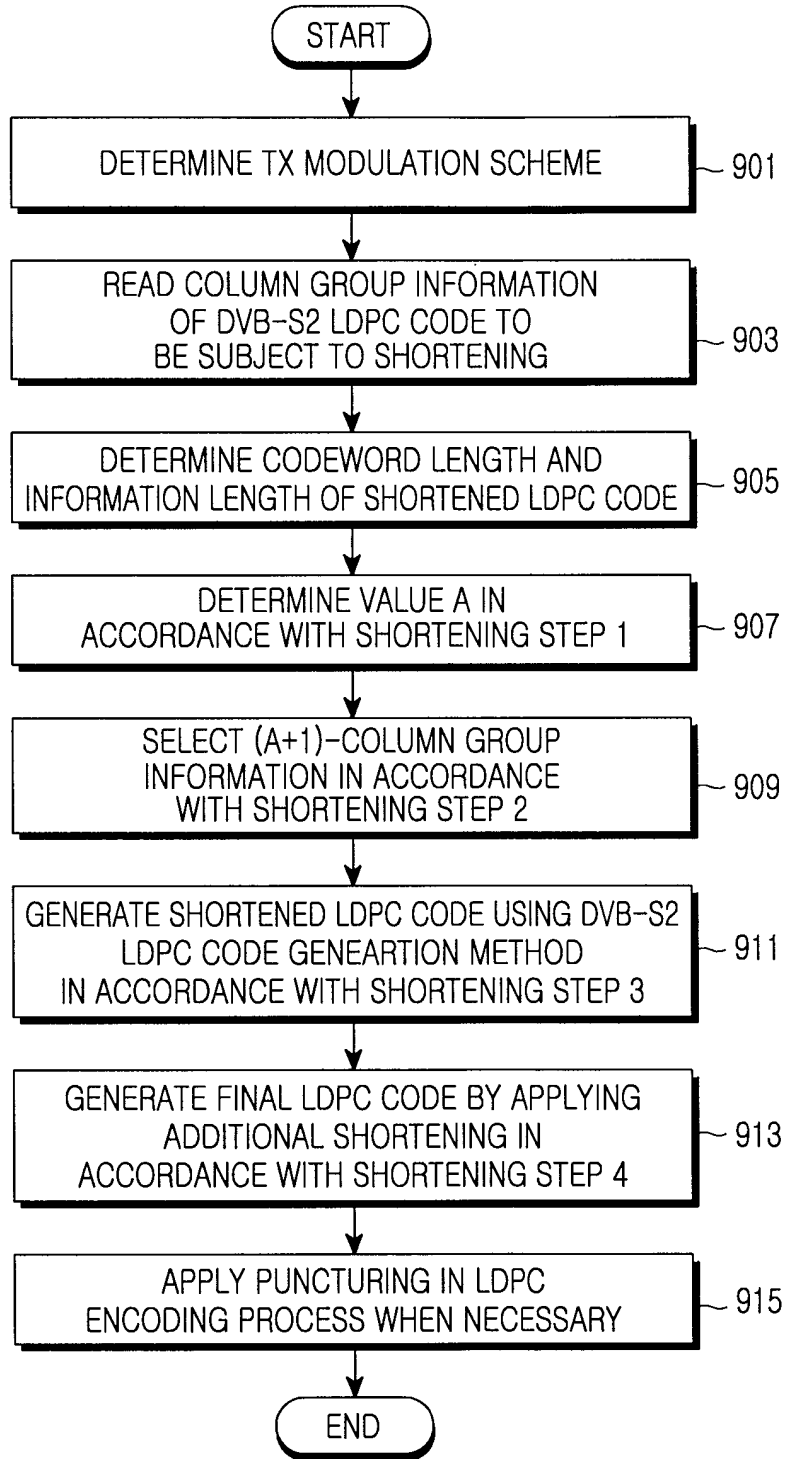 START
DETERMINE TX MODULATION SCHEME
901
READ COLUMN GROUP INFORMATION
OF DVB-S2 LDPC CODE TO
BE SUBJECT TO SHORTENING
903
DETERMINE CODEWORD LENGTH AND
INFORMATION LENGTH OF SHORTENED LDPC CODE
905
DETERMINE VALUE A IN
ACCORDANCE WITH SHORTENING STEP 1
907
SELECT (A+1)-COLUMN GROUP
INFORMATION IN ACCORDANCE
WITH SHORTENING STEP 2
909
GENERATE SHORTENED LDPC CODE USING DVB-S2
LDPC CODE GENEARTION METHOD
IN ACCORDANCE WITH SHORTENING STEP 3
911
GENERATE FINAL LDPC CODE BY APPLYING
ADDITIONAL SHORTENING IN
ACCORDANCE WITH SHORTENING STEP 4
913
APPLY PUNCTURING IN LDPC
ENCODING PROCESS WHEN NECESSARY
915
END